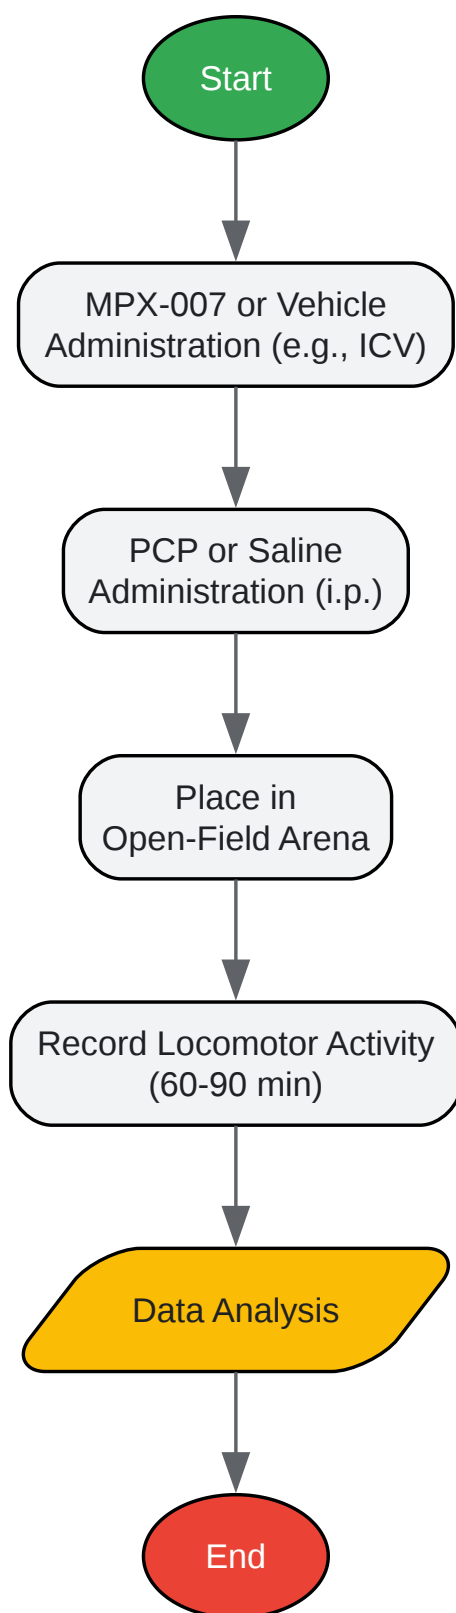 Start
MPX-007 or Vehicle
Administration (e.g., ICV)
PCP or Saline
Administration (i.p.)
Place in
Open-Field Arena
Record Locomotor Activity
(60-90 min)
Data Analysis
End